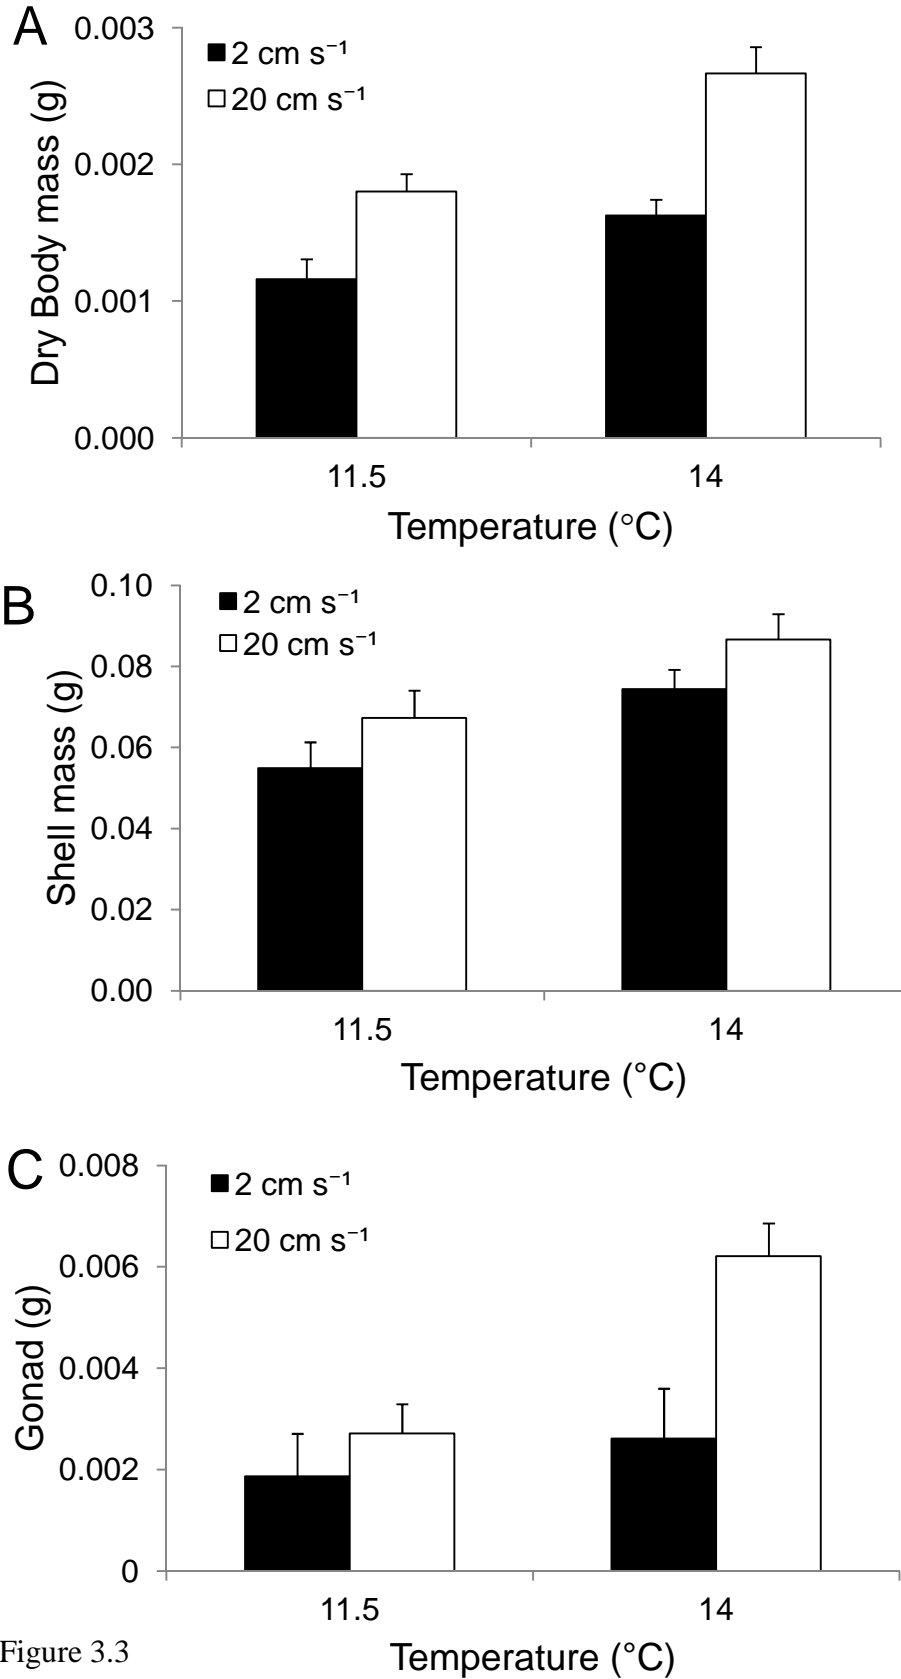 A
0.003
2 cm s⁻¹
20 cm s⁻¹
0.002
0.001
0.000
Dry Body mass (g)
11.5 14
Temperature (°C)
B
0.10
2 cm s⁻¹
20 cm s⁻¹
0.08
0.06
0.04
0.02
0.00
Shell mass (g)
11.5 14
Temperature (°C)
C
0.008
2 cm s⁻¹
20 cm s⁻¹
0.006
0.004
0.002
0
Gonad (g)
11.5 14
Temperature (°C)
Figure 3.3